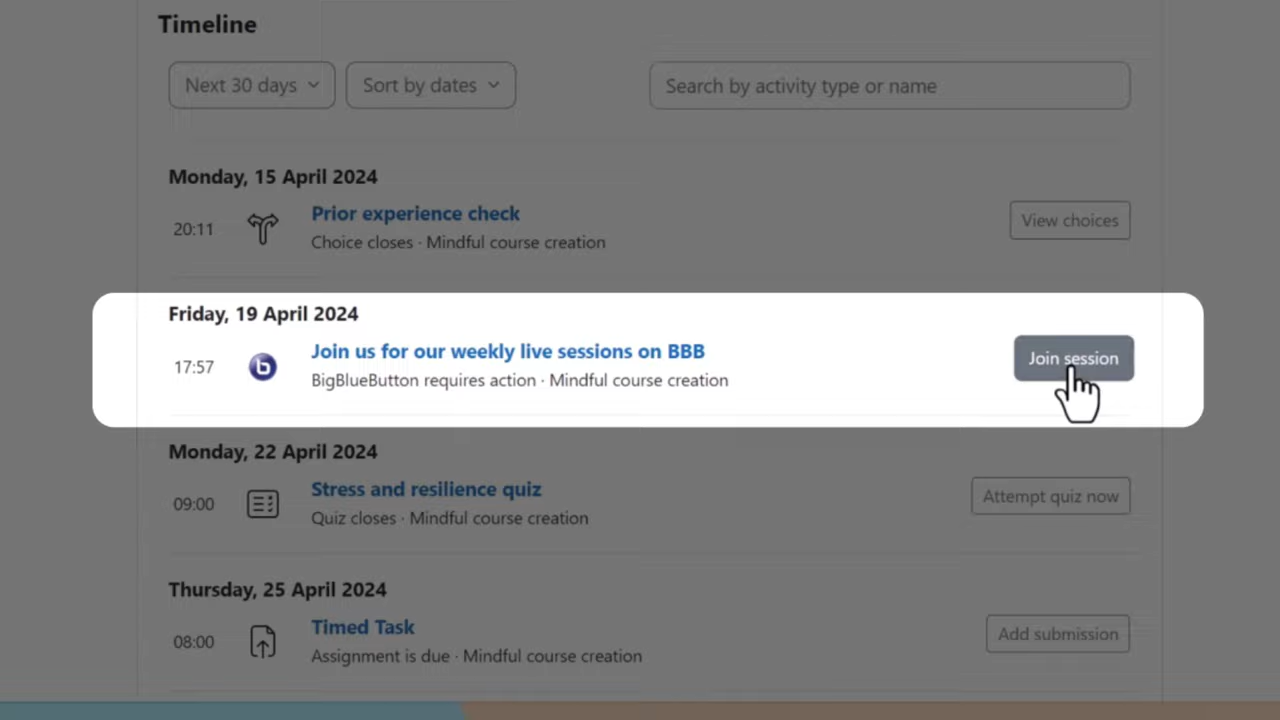 Timeline
Next 30 days
Sort by dates
Search by activity type or name
Monday, 15 April 2024
20:11
Prior experience check
Choice closes · Mindful course creation
View choices
Friday, 19 April 2024
17:57
b
Join us for our weekly live sessions on BBB
BigBlueButton requires action · Mindful course creation
Join session
Monday, 22 April 2024
09:00
Stress and resilience quiz
Quiz closes · Mindful course creation
Attempt quiz now
Thursday, 25 April 2024
08:00
Timed Task
Assignment is due · Mindful course creation
Add submission